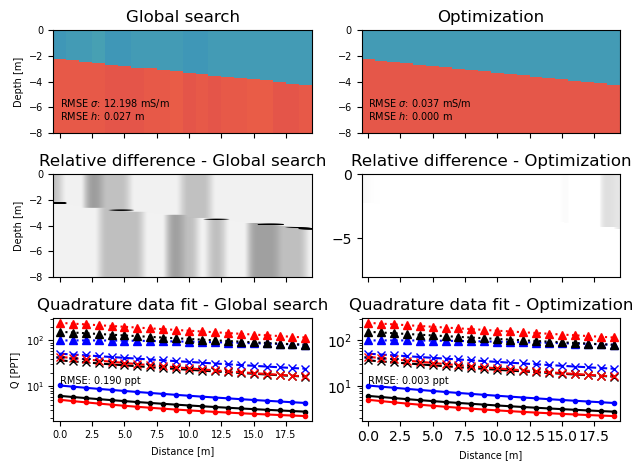 Global search
Optimization
0
−2
−4
−6
−8
Depth [m]
RMSE σ: 12.198 mS/m
RMSE h: 0.027 m
0
−2
−4
−6
−8
RMSE σ: 0.037 mS/m
RMSE h: 0.000 m
Relative difference - Global search
Relative difference - Optimization
0
−2
−4
−6
−8
Depth [m]
0
−5
Quadrature data fit - Global search
Quadrature data fit - Optimization
10²
10¹
Q [PPT]
RMSE: 0.190 ppt
0.0 2.5 5.0 7.5 10.0 12.5 15.0 17.5
Distance [m]
10²
10¹
RMSE: 0.003 ppt
0.0 2.5 5.0 7.5 10.0 12.5 15.0 17.5
Distance [m]